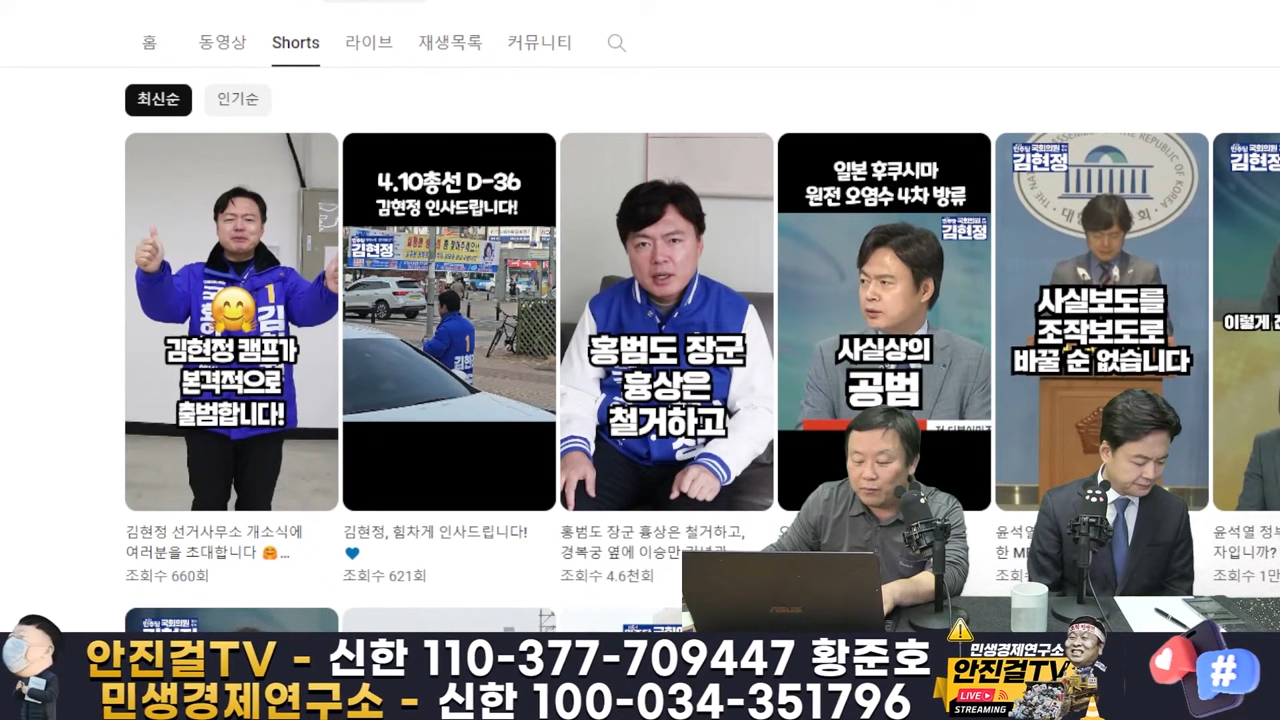 홈 동영상 Shorts 라이브 재생목록 커뮤니티
최신순 인기순
김현정 캠프가
본격적으로
출범합니다!
4.10총선 D-36
김현정 인사드립니다!
김현정
홍범도 장군
흉상은
철거하고
일본 후쿠시마
원전 오염수 4차 방류
김현정
사실상의
공범
김현정
사실보도를
조작보도로
바꿀 순 없습니다
김현정
이렇게
김현정 선거사무소 개소식에
여러분을 초대합니다 🤗 ...
조회수 660회
김현정, 힘차게 인사드립니다!
💙
조회수 621회
홍범도 장군 흉상은 철거하고,
경복궁 옆에 이승만
조회수 4.6천회
윤석열
한
윤석열 정
자입니까?
조회수 1만
ASUS
안진걸TV - 신한 110-377-709447 황준호
민생경제연구소 - 신한 100-034-351796
민생경제연구소
안진걸TV
LIVE
STREAMING
#